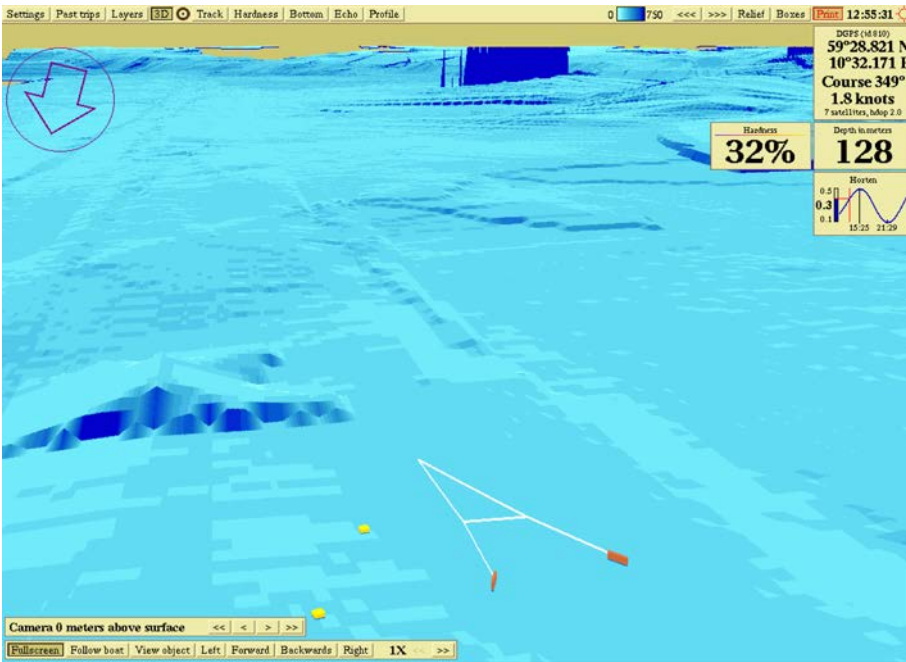 Settings Past trips Layers 3D Track Hardness Bottom Echo Profile 0 750 <<< >>> Relief Boxes Print 12:55:31
DGPS (id 810)
59°28.821 N
10°32.171 E
Course 349°
1.8 knots
7 satellites, hdop 2.0
Hardness
32%
Depth in meters
128
Horten
0.5
0.3
0.1
15:25 21:29
Camera 0 meters above surface << < > >>
Fullscreen Follow boat View object Left Forward Backwards Right 1X << >>